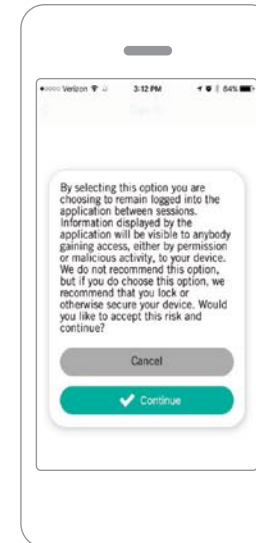 Verizon
3:12 PM
84%
By selecting this option you are
choosing to remain logged into the
application between sessions.
Information displayed by the
application will be visible to anybody
gaining access, either by permission
or malicious activity, to your device.
We do not recommend this option,
but if you do choose this option, we
recommend that you lock or
otherwise secure your device. Would
you like to accept this risk and
continue?
Cancel
Continue